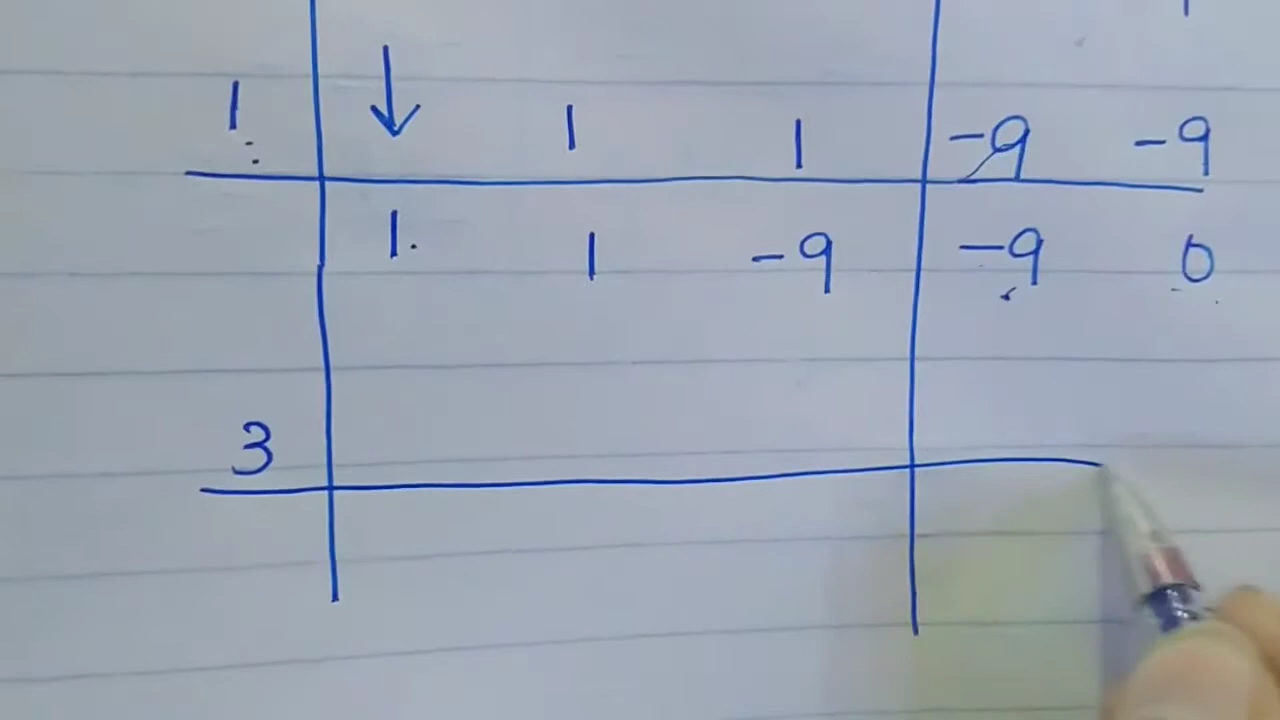 1 ↓ 1 1 -9 -9
1. 1 -9 -9 0
3